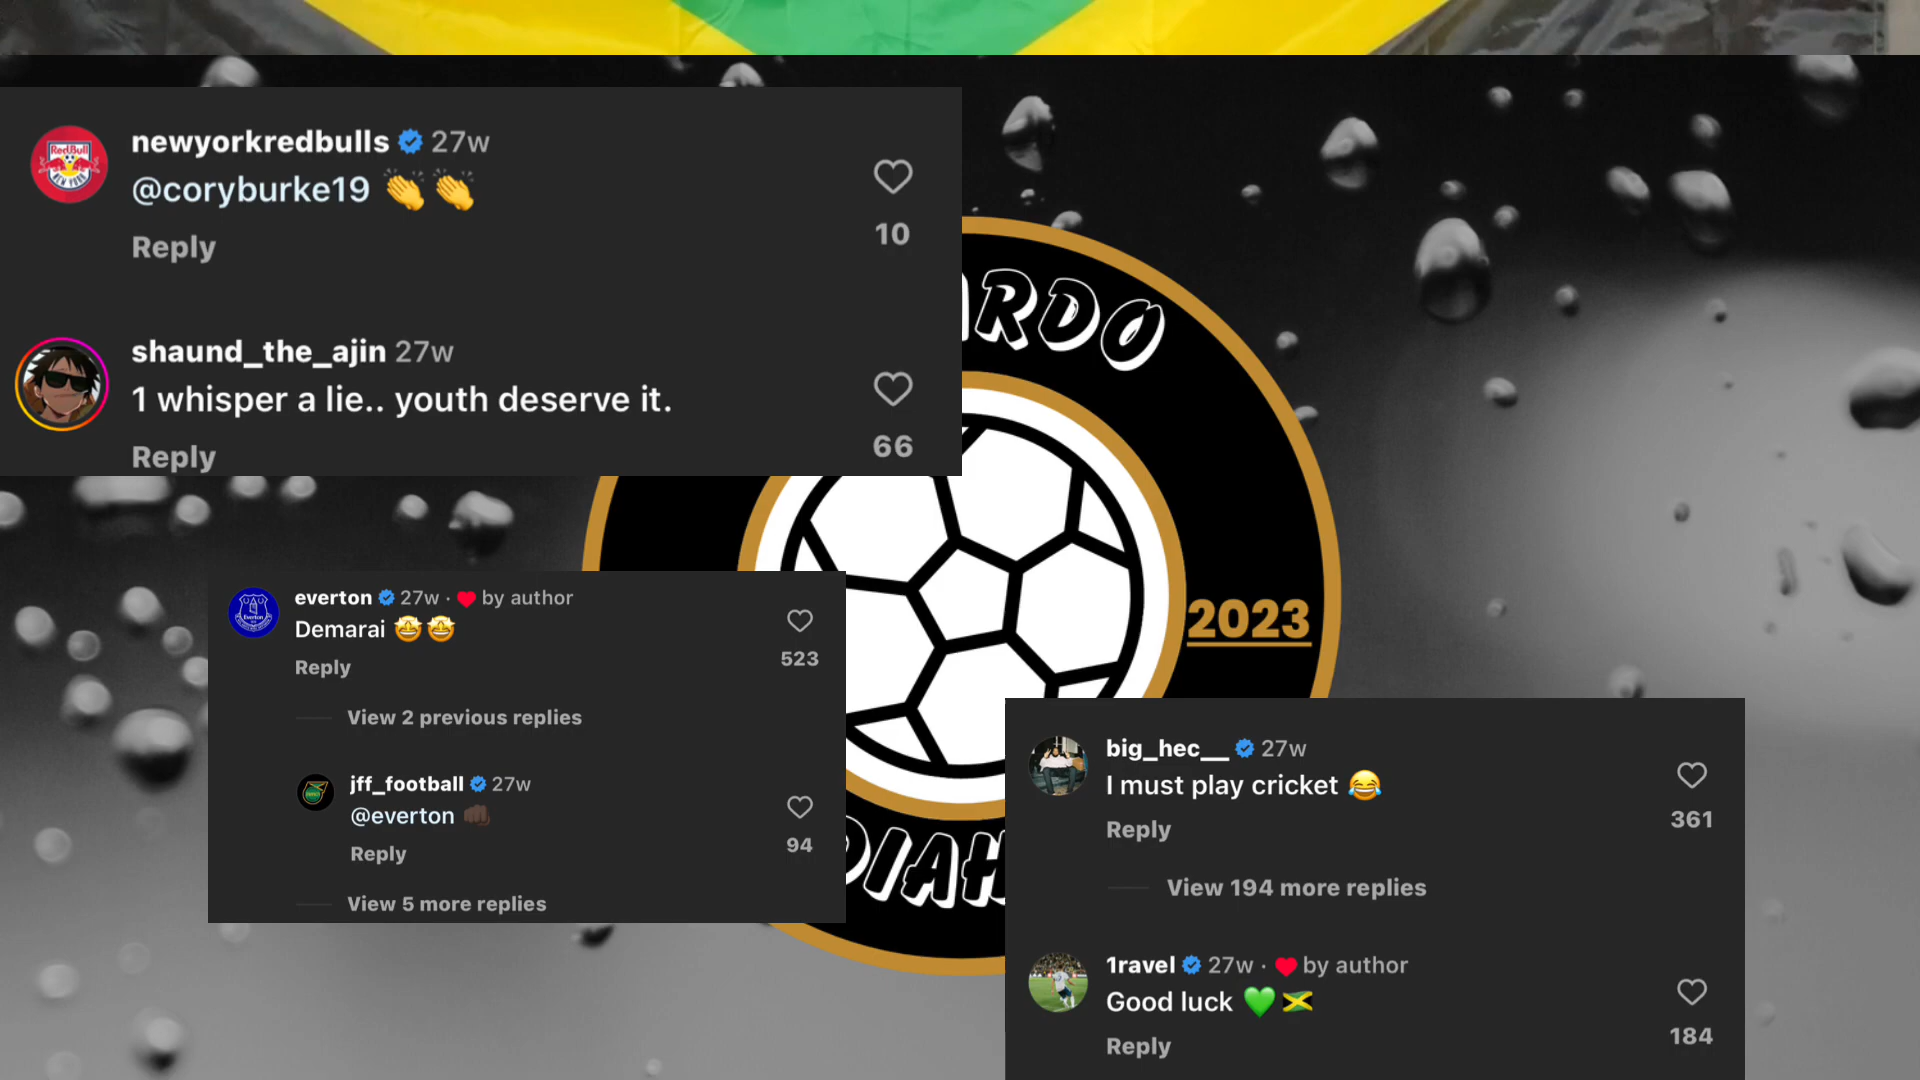 newyorkredbulls 27w
@coryburke19 👏👏
10
Reply
shaund_the_ajin 27w
1 whisper a lie.. youth deserve it.
66
Reply
RDO
2023
everton 27w · ❤️ by author
Demarai 🤩🤩
523
Reply
View 2 previous replies
jff_football 27w
@everton 👊🏿
94
Reply
View 5 more replies
DIAH
big_hec__ 27w
I must play cricket 😂
361
Reply
View 194 more replies
1ravel 27w · ❤️ by author
Good luck 💚🇯🇲
184
Reply